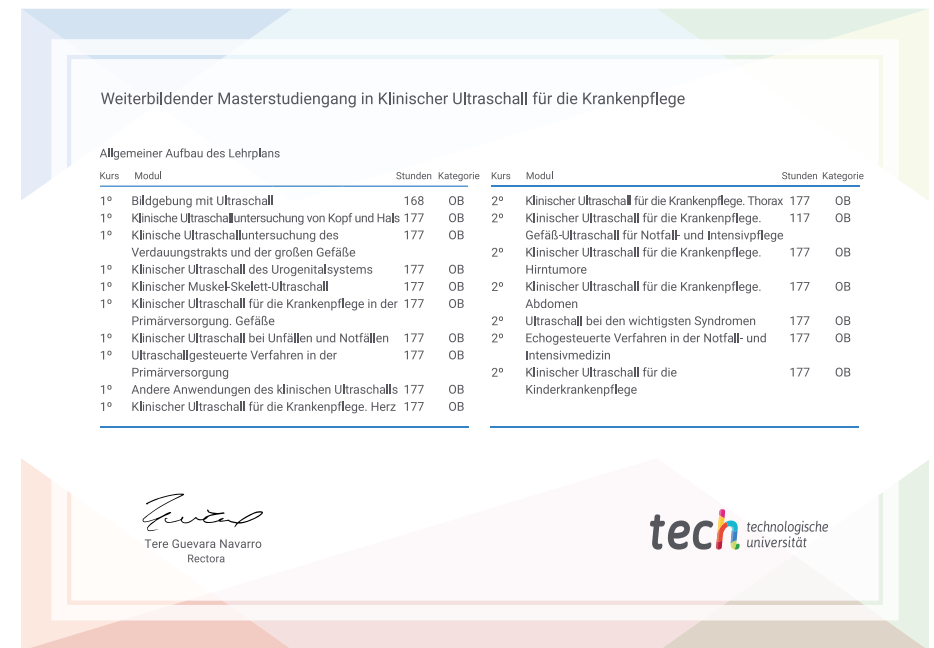 Weiterbildender Masterstudiengang in Klinischer Ultraschall für die Krankenpflege
Allgemeiner Aufbau des Lehrplans
Kurs Modul Stunden Kategorie
1º Bildgebung mit Ultraschall 168 OB
1º Klinische Ultraschalluntersuchung von Kopf und Hals 177 OB
1º Klinische Ultraschalluntersuchung des 177 OB
Verdauungstrakts und der großen Gefäße
1º Klinischer Ultraschall des Urogenitalsystems 177 OB
1º Klinischer Muskel-Skelett-Ultraschall 177 OB
1º Klinischer Ultraschall für die Krankenpflege in der 177 OB
Primärversorgung. Gefäße
1º Klinischer Ultraschall bei Unfällen und Notfällen 177 OB
1º Ultraschallgesteuerte Verfahren in der 177 OB
Primärversorgung
1º Andere Anwendungen des klinischen Ultraschalls 177 OB
1º Klinischer Ultraschall für die Krankenpflege. Herz 177 OB
Kurs Modul Stunden Kategorie
2º Klinischer Ultraschall für die Krankenpflege. Thorax 177 OB
2º Klinischer Ultraschall für die Krankenpflege. 117 OB
Gefäß-Ultraschall für Notfall- und Intensivpflege
2º Klinischer Ultraschall für die Krankenpflege. 177 OB
Hirntumore
2º Klinischer Ultraschall für die Krankenpflege. 177 OB
Abdomen
2º Ultraschall bei den wichtigsten Syndromen 177 OB
2º Echogesteuerte Verfahren in der Notfall- und 177 OB
Intensivmedizin
2º Klinischer Ultraschall für die 177 OB
Kinderkrankenpflege
Tere Guevara Navarro
Rectora
tech technologische
universität